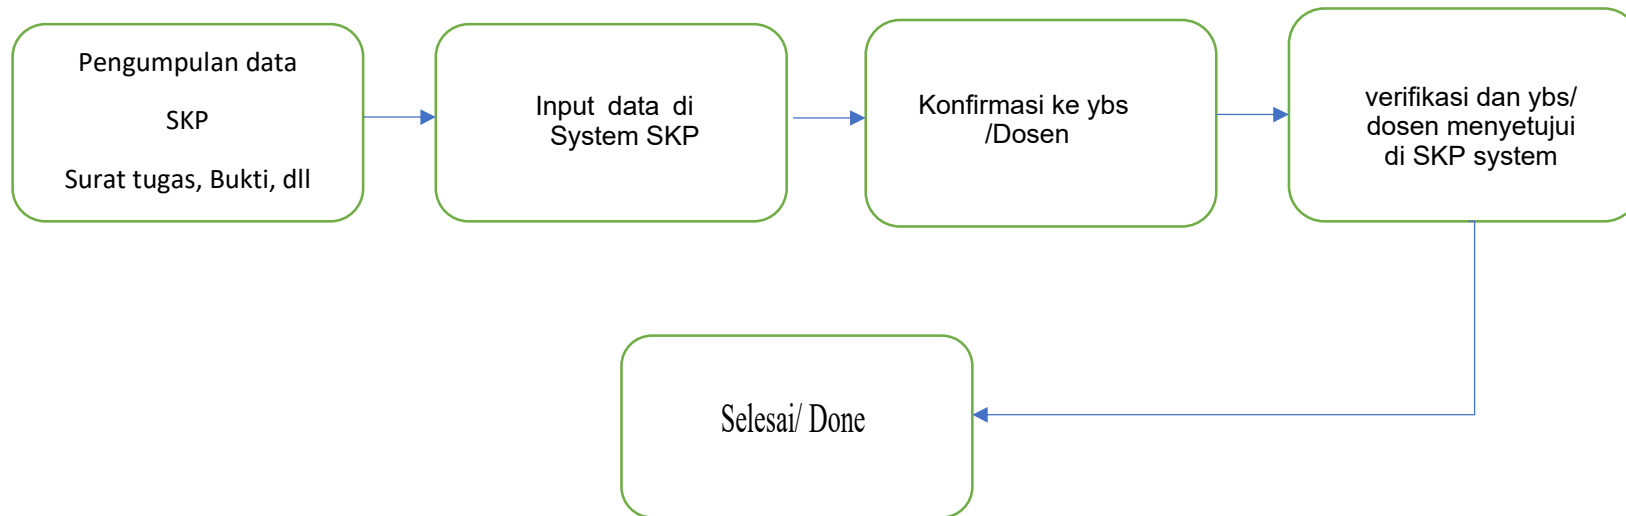 Pengumpulan data
SKP
Surat tugas, Bukti, dll
Input data di
System SKP
Konfirmasi ke ybs
/Dosen
verifikasi dan ybs/
dosen menyetujui
di SKP system
Selesai/ Done